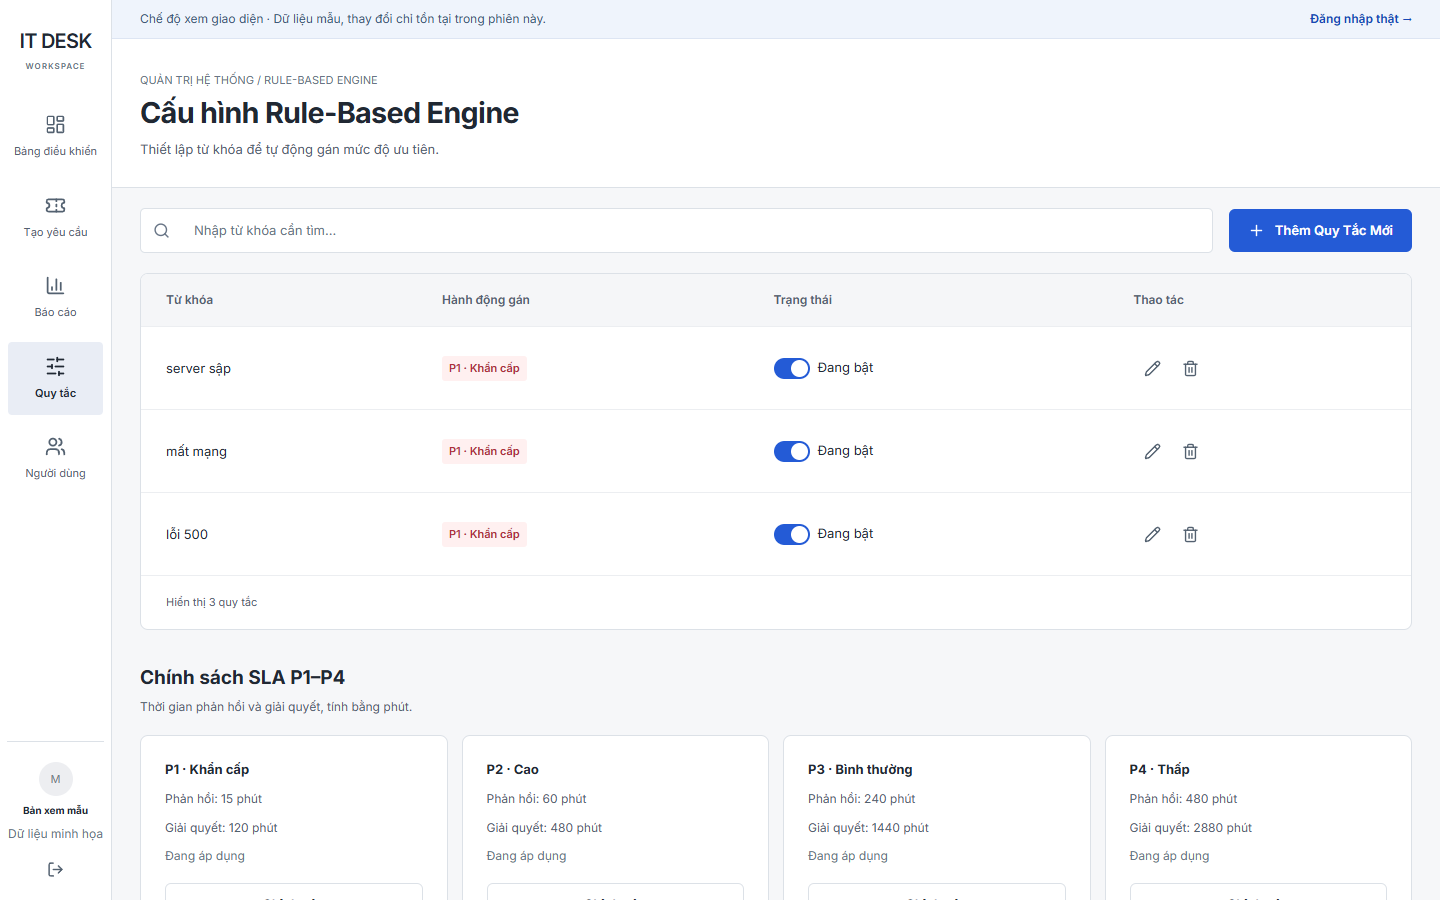 Chế độ xem giao diện · Dữ liệu mẫu, thay đổi chỉ tồn tại trong phiên này.
Đăng nhập thật →
IT DESK
WORKSPACE
Bảng điều khiển
Tạo yêu cầu
Báo cáo
Quy tắc
Người dùng
M
Bản xem mẫu
Dữ liệu minh họa
QUẢN TRỊ HỆ THỐNG / RULE-BASED ENGINE
Cấu hình Rule-Based Engine
Thiết lập từ khóa để tự động gán mức độ ưu tiên.
Nhập từ khóa cần tìm...
Thêm Quy Tắc Mới
Từ khóa Hành động gán Trạng thái Thao tác
server sập P1 · Khẩn cấp Đang bật
mất mạng P1 · Khẩn cấp Đang bật
lỗi 500 P1 · Khẩn cấp Đang bật
Hiển thị 3 quy tắc
Chính sách SLA P1–P4
Thời gian phản hồi và giải quyết, tính bằng phút.
P1 · Khẩn cấp
Phản hồi: 15 phút
Giải quyết: 120 phút
Đang áp dụng
P2 · Cao
Phản hồi: 60 phút
Giải quyết: 480 phút
Đang áp dụng
P3 · Bình thường
Phản hồi: 240 phút
Giải quyết: 1440 phút
Đang áp dụng
P4 · Thấp
Phản hồi: 480 phút
Giải quyết: 2880 phút
Đang áp dụng